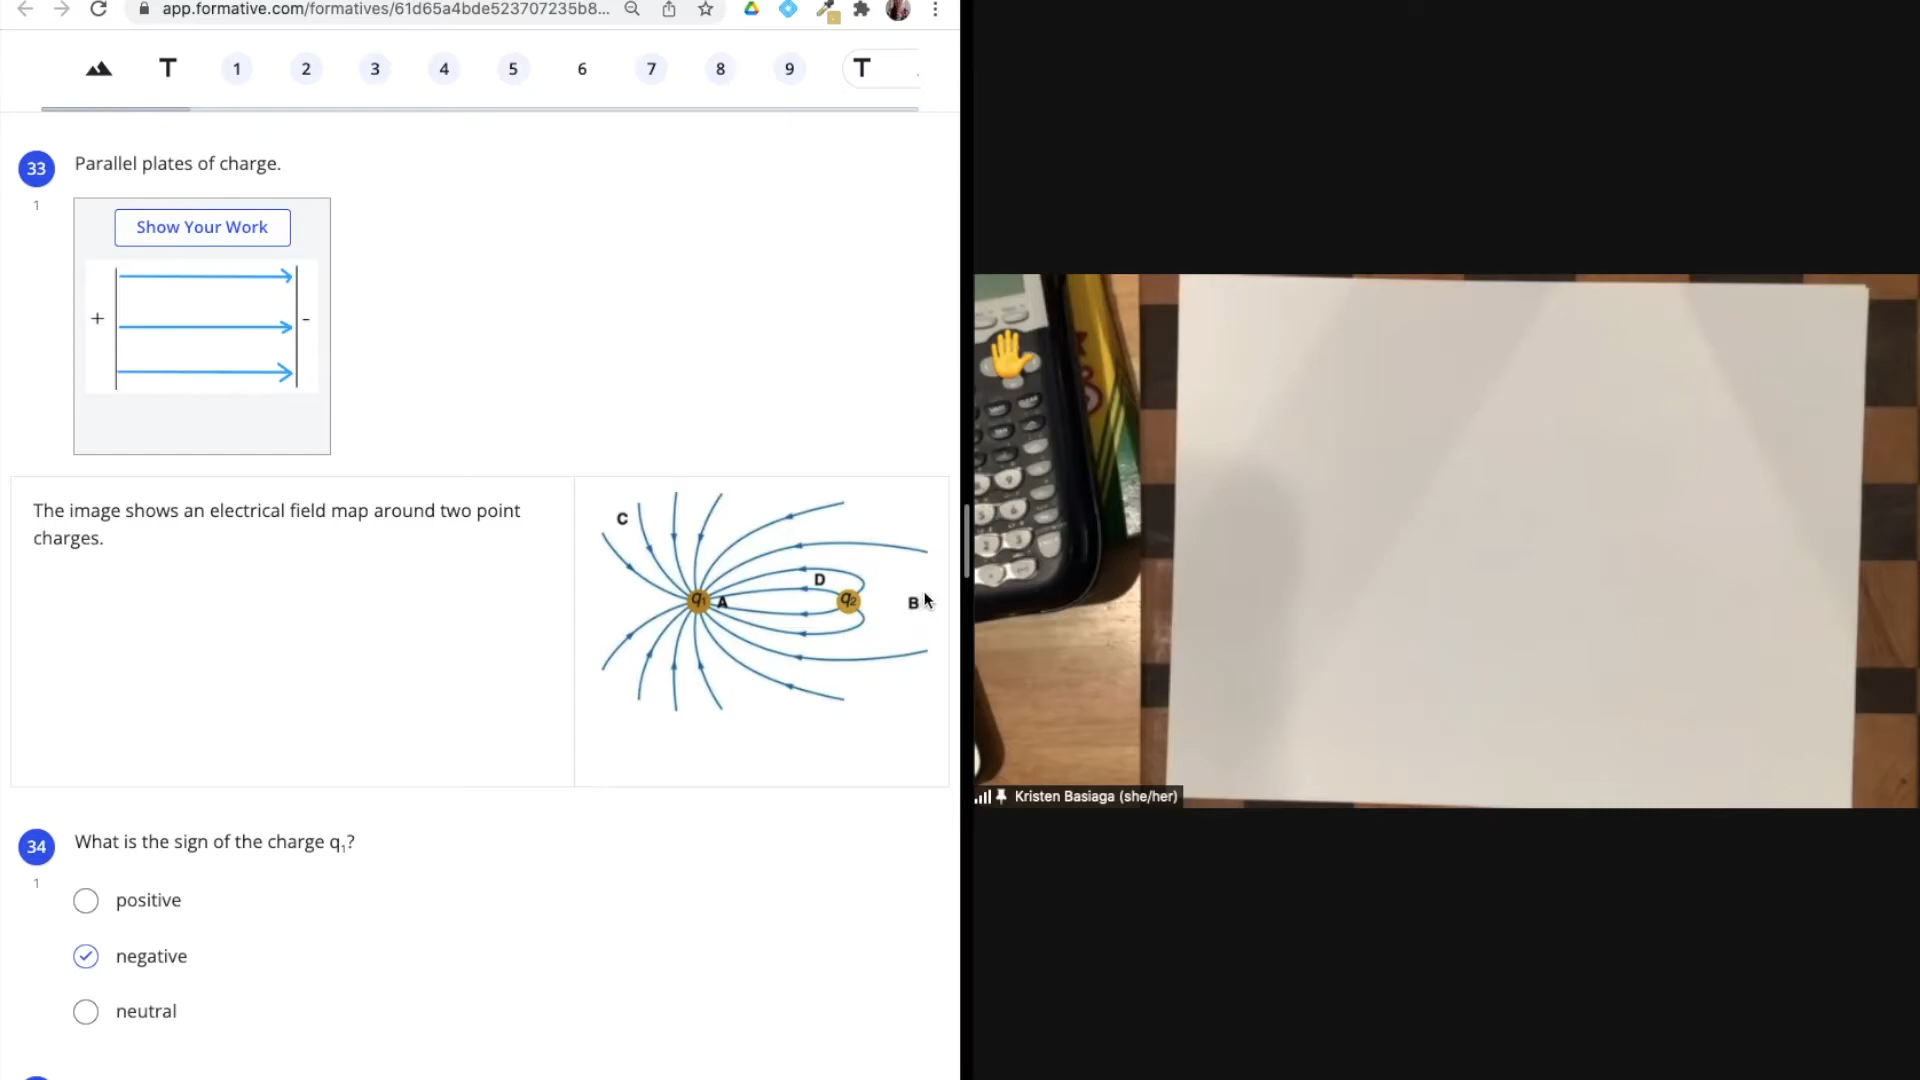 app.formative.com/formatives/61d65a4bde523707235b8...
T 1 2 3 4 5 6 7 8 9 T
33 Parallel plates of charge.
1
Show Your Work
+ -
The image shows an electrical field map around two point
charges.
C
D
q₁ A q₂ B
34 What is the sign of the charge q₁?
1
positive
negative
neutral
Kristen Basiaga (she/her)